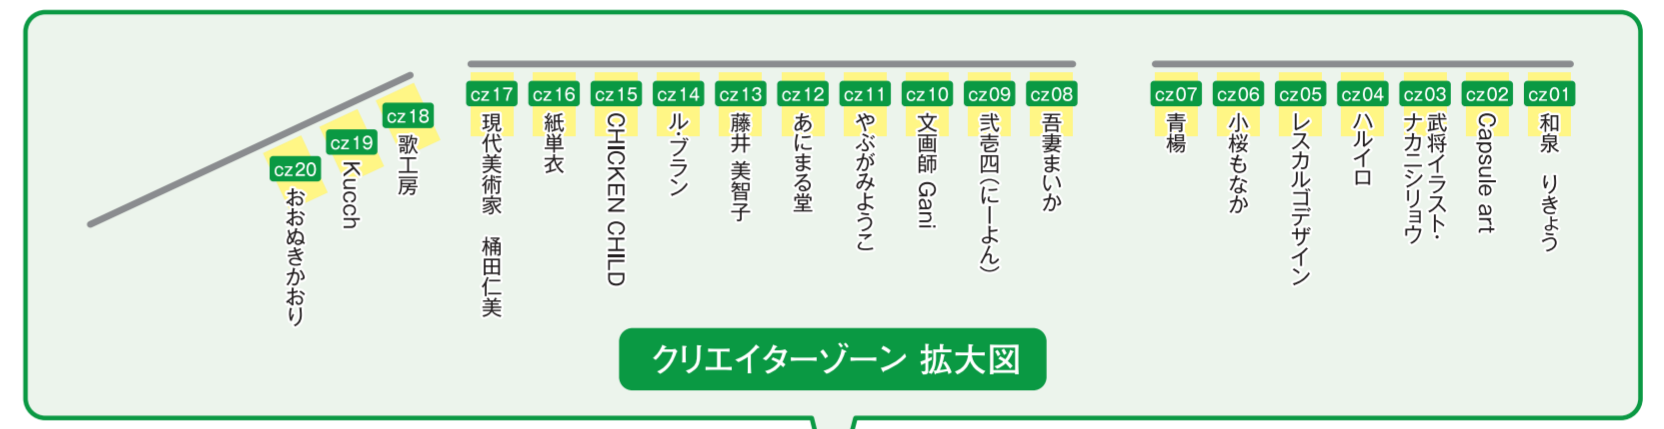 cz20
おおぬきかおり
cz19
Kucch
cz18
歌工房
cz17
現代美術家　桶田仁美
cz16
紙単衣
cz15
CHICKEN CHILD
cz14
ル・ブラン
cz13
藤井 美智子
cz12
あにまる堂
cz11
やぶがみようこ
cz10
文画師 Gani
cz09
弐壱四(にーよん)
cz08
吾妻まいか
cz07
青楊
cz06
小桜もなか
cz05
レスカルゴデザイン
cz04
ハルイロ
cz03
武将イラスト・
ナカニシリョウ
cz02
Capsule art
cz01
和泉　りきょう
クリエイターゾーン 拡大図